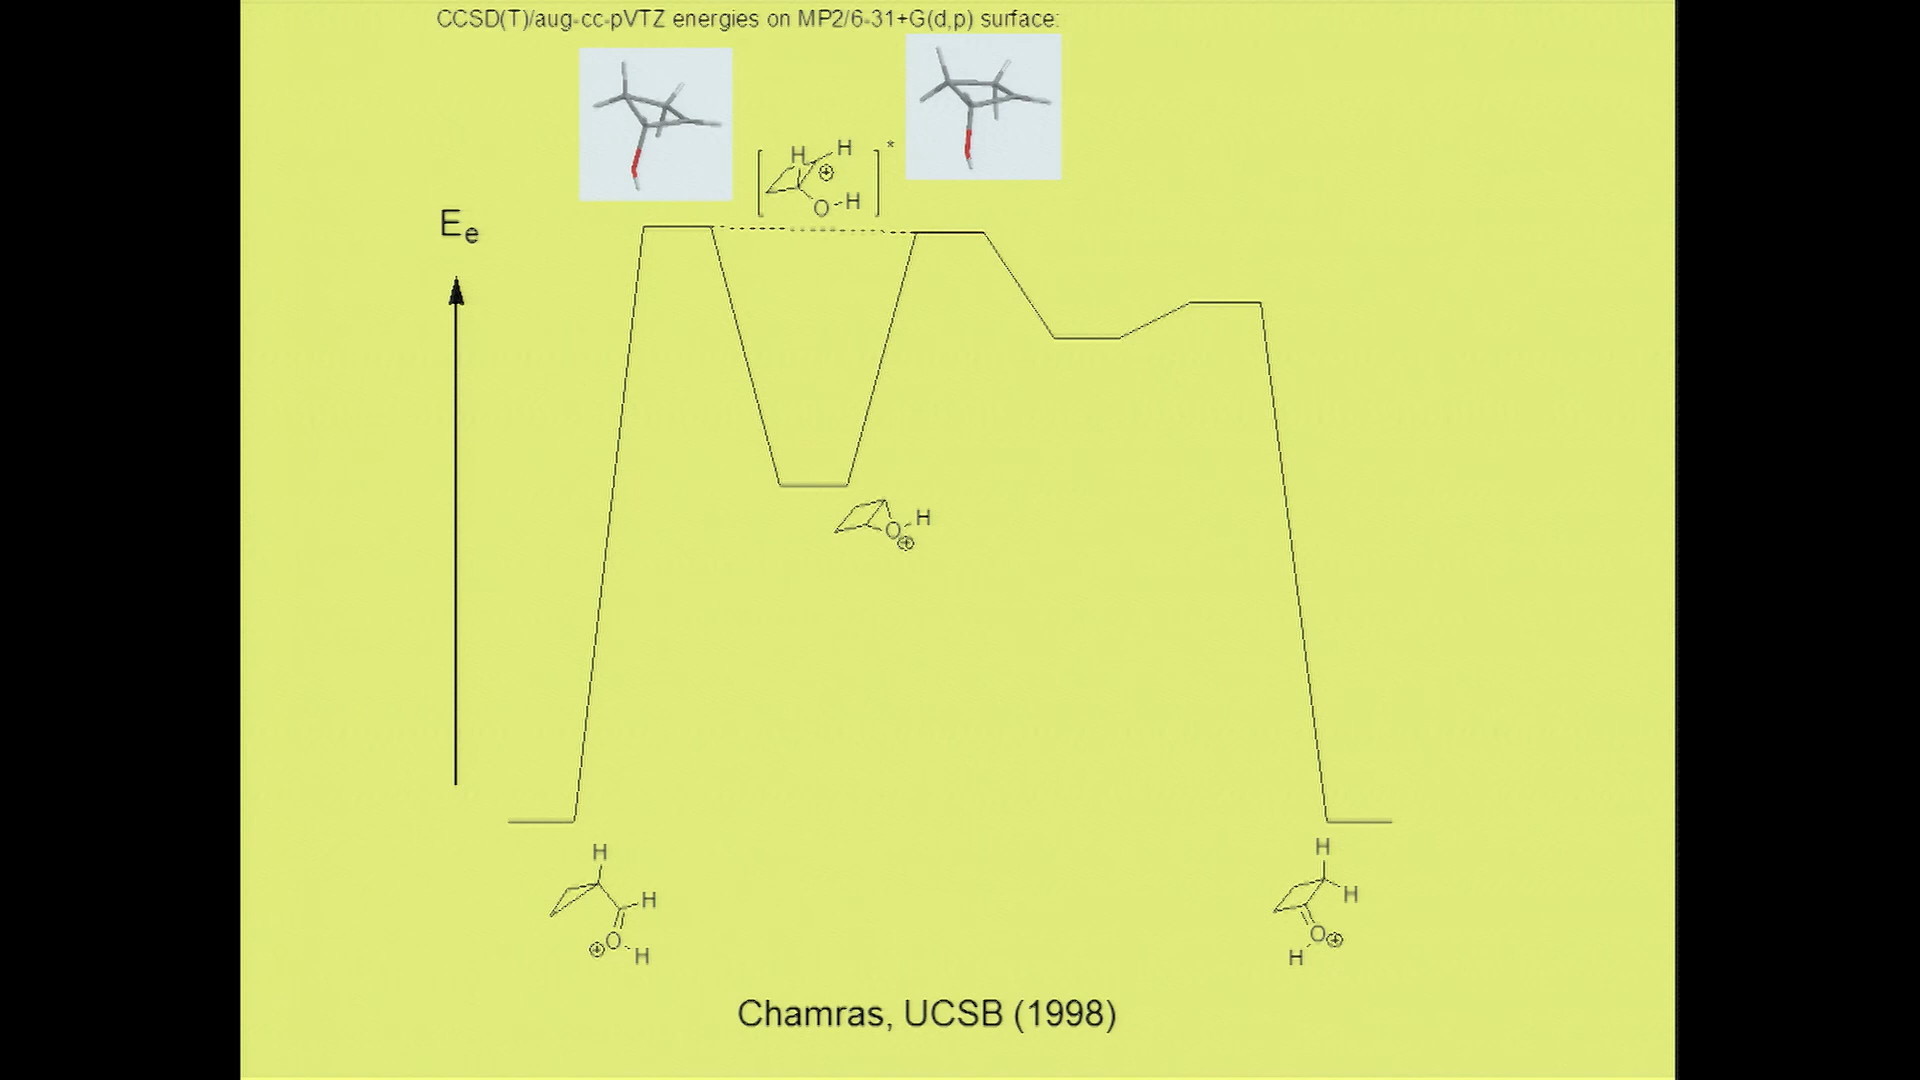 CCSD(T)/aug-cc-pVTZ energies on MP2/6-31+G(d,p) surface:
H H *
⊕
O-H
Ee
H
O
⊕
H
H
O
⊕ H
H
H
O⊕
H
Chamras, UCSB (1998)